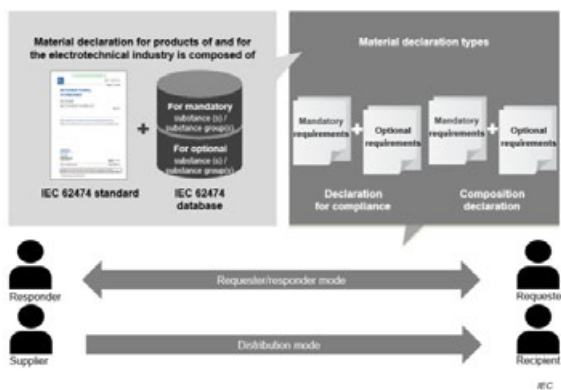 Material declaration for products of and for
the electrotechnical industry is composed of
IEC 62474 standard
+
For mandatory
substance (s) /
substance group(s)
For optional
substance (s) /
substance group(s)
IEC 62474
database
Material declaration types
Mandatory
requirements
+
Optional
requirements
Declaration
for compliance
Mandatory
requirements
+
Optional
requirements
Composition
declaration
Responder
Requester/responder mode
Requeste
Supplier
Distribution mode
Recipient
IEC